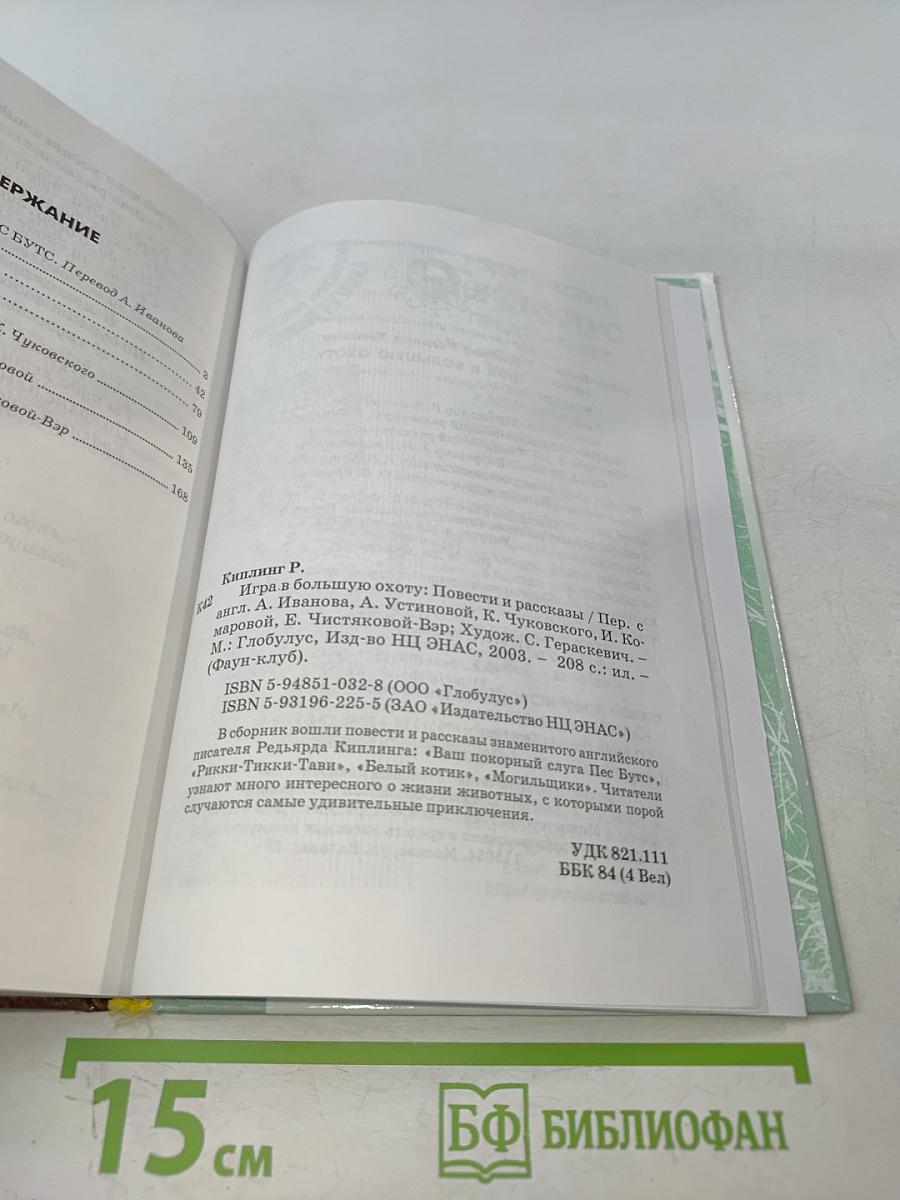 ЕРЖАНИЕ
С БУТС. Перевод А. Иванова
3
42
79
К. Чуковского 109
овой 135
ковой-Вэр 168
Киплинг Р.
К42 Игра в большую охоту: Повести и рассказы / Пер. с
англ. А. Иванова, А. Устиновой, К. Чуковского, И. Ко-
маровой, Е. Чистяковой-Вэр; Худож. С. Гераскевич. –
М.: Глобулус, Изд-во НЦ ЭНАС, 2003. – 208 с.: ил. –
(Фаун-клуб).
ISBN 5-94851-032-8 (ООО «Глобулус»)
ISBN 5-93196-225-5 (ЗАО «Издательство НЦ ЭНАС»)
В сборник вошли повести и рассказы знаменитого английского
писателя Редьярда Киплинга: «Ваш покорный слуга Пес Бутс»,
«Рикки-Тикки-Тави», «Белый котик», «Могильщики». Читатели
узнают много интересного о жизни животных, с которыми порой
случаются самые удивительные приключения.
УДК 821.111
ББК 84 (4 Вел)
15 см
БФ БИБЛИОФАН